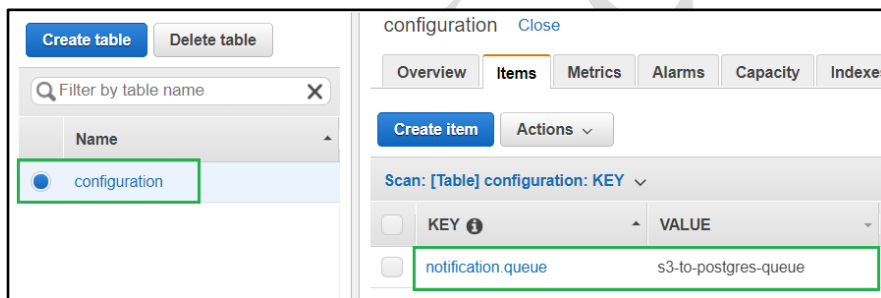 Create table Delete table
Filter by table name
Name
configuration
configuration Close
Overview Items Metrics Alarms Capacity Indexe
Create item Actions
Scan: [Table] configuration: KEY
KEY VALUE
notification.queue s3-to-postgres-queue